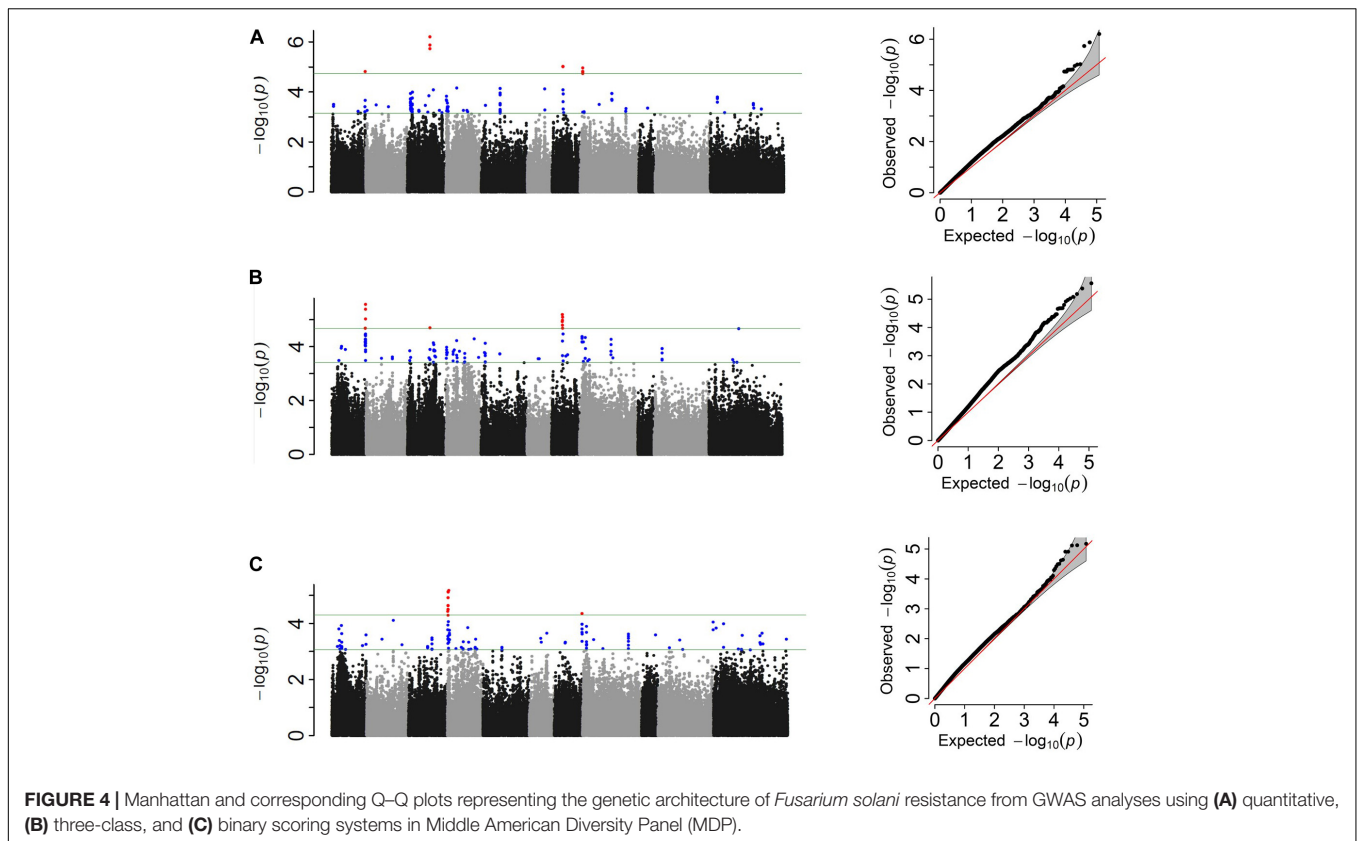 A
6
4
2
0
−log10(p)
6
5
4
3
2
1
0
Observed −log10(p)
0 1 2 3 4 5
Expected −log10(p)
B
4
2
0
−log10(p)
5
4
3
2
1
0
Observed −log10(p)
0 1 2 3 4 5
Expected −log10(p)
C
4
2
0
−log10(p)
5
4
3
2
1
0
Observed −log10(p)
0 1 2 3 4 5
Expected −log10(p)
FIGURE 4 | Manhattan and corresponding Q–Q plots representing the genetic architecture of Fusarium solani resistance from GWAS analyses using (A) quantitative,
(B) three-class, and (C) binary scoring systems in Middle American Diversity Panel (MDP).